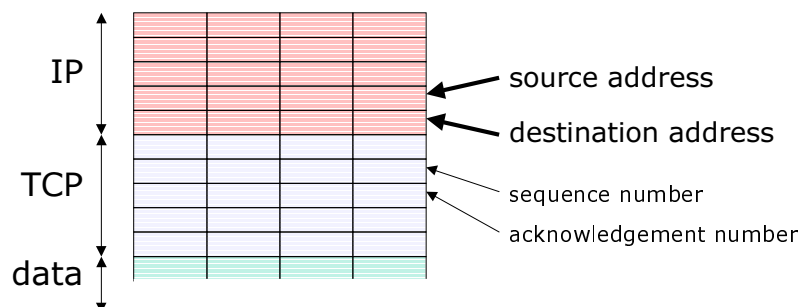 IP
source address
destination address
TCP
sequence number
acknowledgement number
data